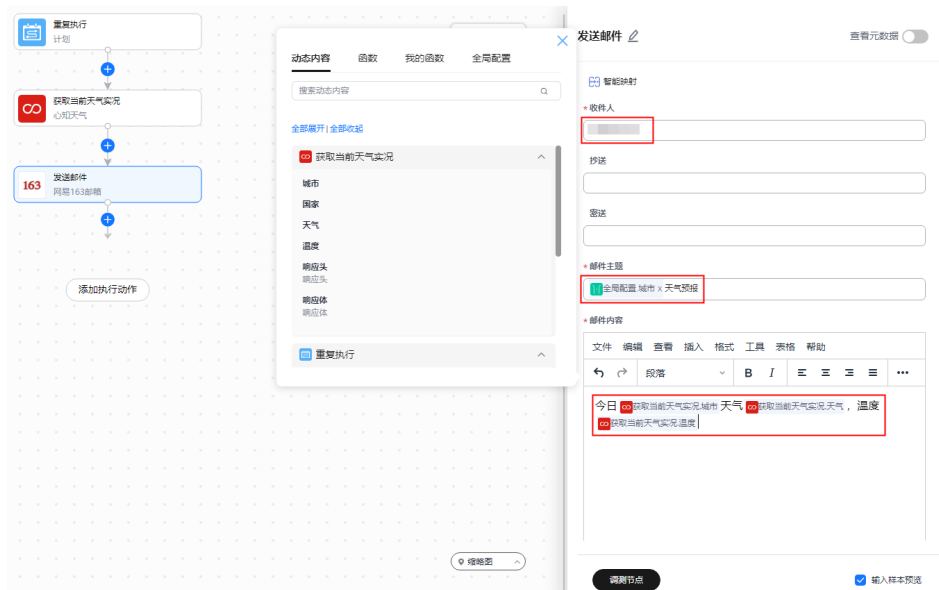 重复执行
计划
获取当前天气实况
心知天气
163
发送邮件
网易163邮箱
添加执行动作
动态内容 函数 我的函数 全局配置
搜索动态内容
全部展开|全部收起
获取当前天气实况
城市
国家
天气
温度
响应头
响应头
响应体
响应体
重复执行
缩略图
发送邮件
查看元数据
智能映射
*收件人
抄送
密送
*邮件主题
全局配置.城市 x 天气预报
*邮件内容
文件 编辑 查看 插入 格式 工具 表格 帮助
段落 B I
今日 获取当前天气实况.城市 天气 获取当前天气实况.天气 ，温度
获取当前天气实况.温度
调测节点
输入样本预览